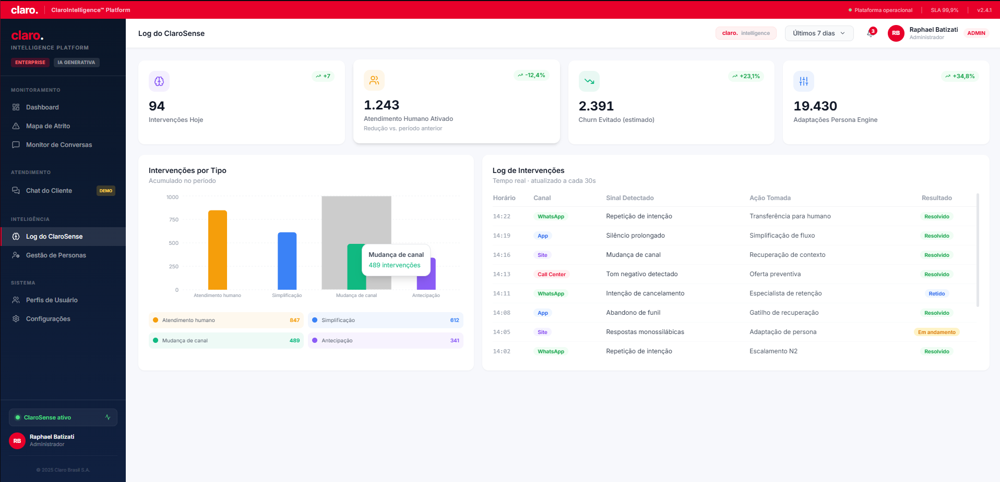 claro. ClaroIntelligence™ Platform
Plataforma operacional SLA 99,9% v2.4.1
claro.
INTELLIGENCE PLATFORM
ENTERPRISE IA GENERATIVA
MONITORAMENTO
Dashboard
Mapa de Atrito
Monitor de Conversas
ATENDIMENTO
Chat do Cliente DEMO
INTELIGÊNCIA
Log do ClaroSense
Gestão de Personas
SISTEMA
Perfis de Usuário
Configurações
ClaroSense ativo
RB Raphael Batizati
Administrador
© 2025 Claro Brasil S.A.
Log do ClaroSense
claro. intelligence
Últimos 7 dias
3
RB Raphael Batizati
Administrador
ADMIN
+7
94
Intervenções Hoje
-12,4%
1.243
Atendimento Humano Ativado
Redução vs. período anterior
+23,1%
2.391
Churn Evitado (estimado)
+34,8%
19.430
Adaptações Persona Engine
Intervenções por Tipo
Acumulado no período
1000
750
500
250
0
Mudança de canal
489 intervenções
Atendimento humano Simplificação Mudança de canal Antecipação
Atendimento humano 847
Simplificação 612
Mudança de canal 489
Antecipação 341
Log de Intervenções
Tempo real · atualizado a cada 30s
Horário Canal Sinal Detectado Ação Tomada Resultado
14:22 WhatsApp Repetição de intenção Transferência para humano Resolvido
14:19 App Silêncio prolongado Simplificação de fluxo Resolvido
14:16 Site Mudança de canal Recuperação de contexto Resolvido
14:13 Call Center Tom negativo detectado Oferta preventiva Resolvido
14:11 WhatsApp Intenção de cancelamento Especialista de retenção Retido
14:08 App Abandono de funil Gatilho de recuperação Resolvido
14:05 Site Respostas monossilábicas Adaptação de persona Em andamento
14:02 WhatsApp Repetição de intenção Escalamento N2 Resolvido